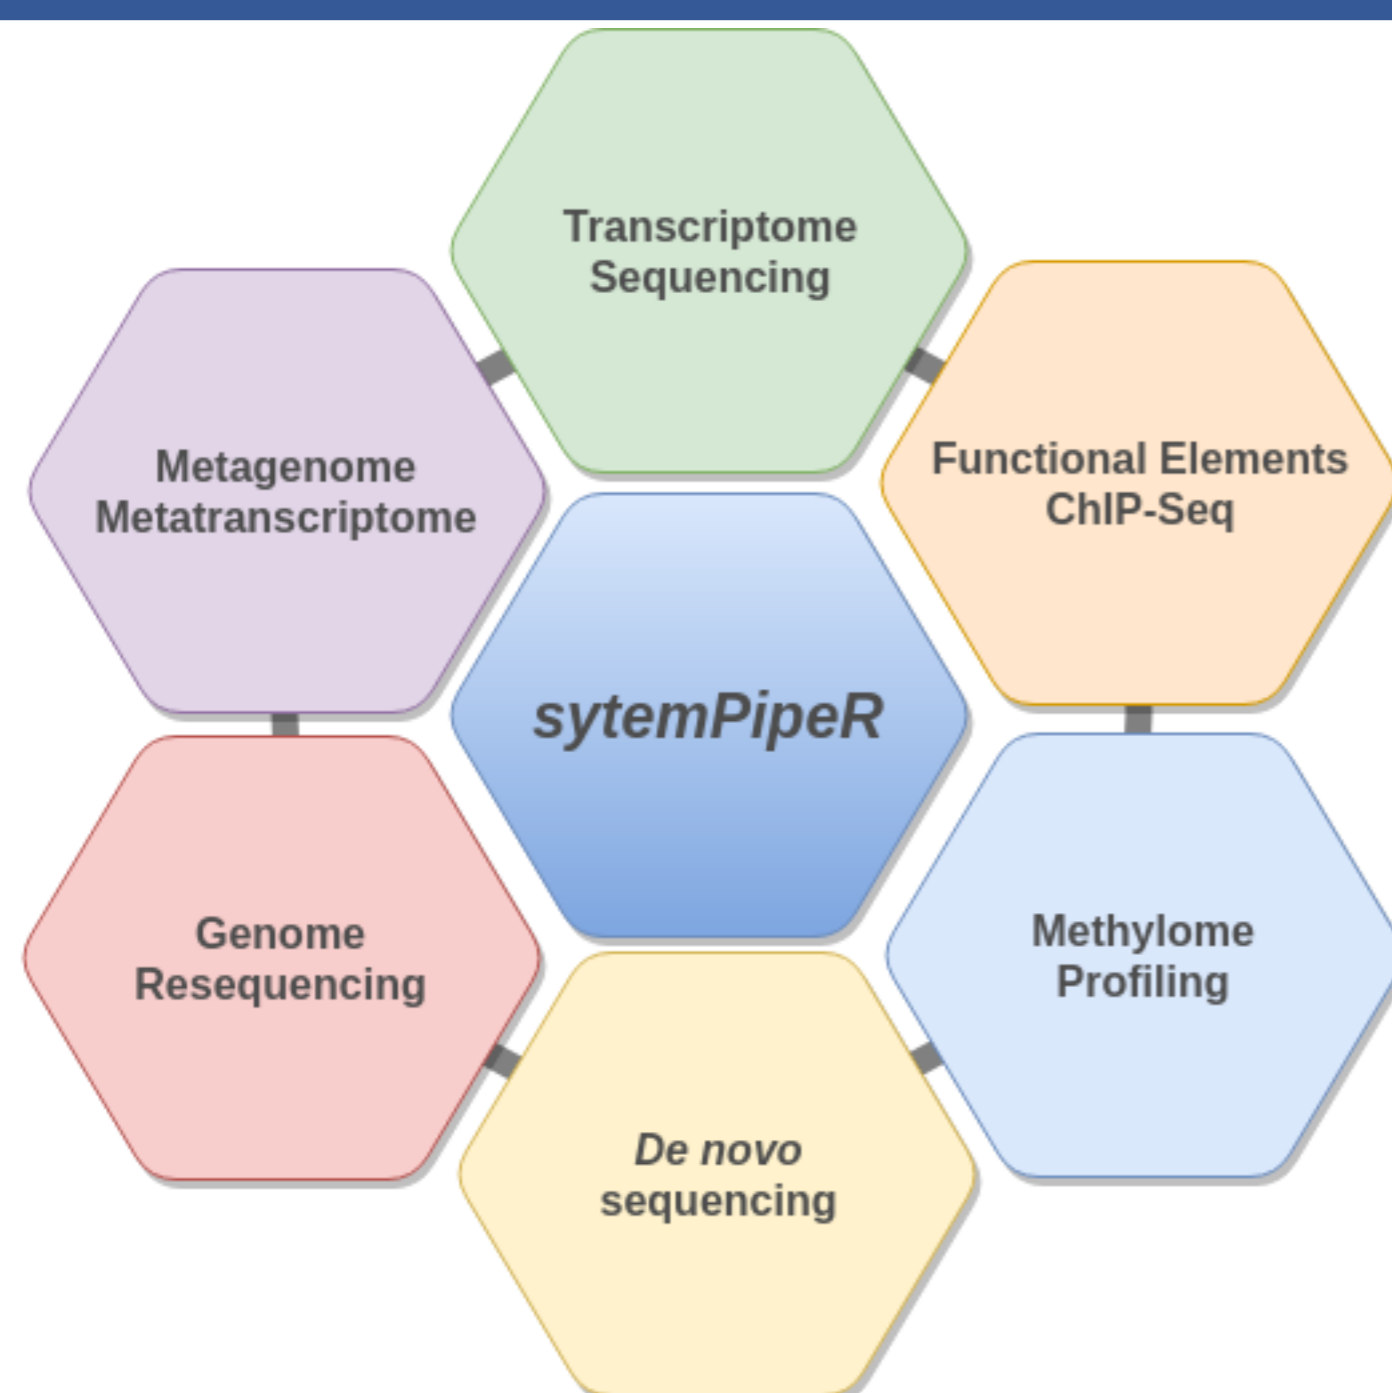 Transcriptome
Sequencing
Metagenome
Metatranscriptome
Functional Elements
ChIP-Seq
sytemPipeR
Genome
Resequencing
Methylome
Profiling
De novo
sequencing